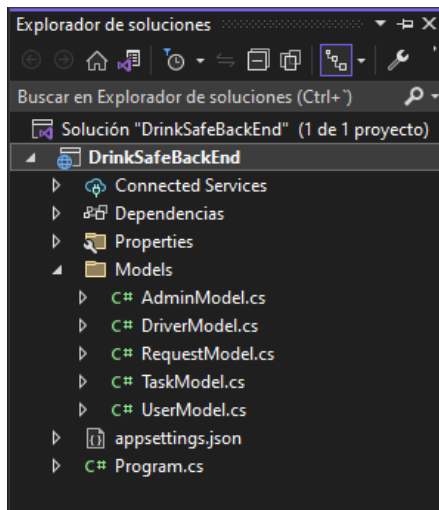 Explorador de soluciones
Buscar en Explorador de soluciones (Ctrl+`)
Solución "DrinkSafeBackEnd" (1 de 1 proyecto)
DrinkSafeBackEnd
Connected Services
Dependencias
Properties
Models
C# AdminModel.cs
C# DriverModel.cs
C# RequestModel.cs
C# TaskModel.cs
C# UserModel.cs
appsettings.json
C# Program.cs